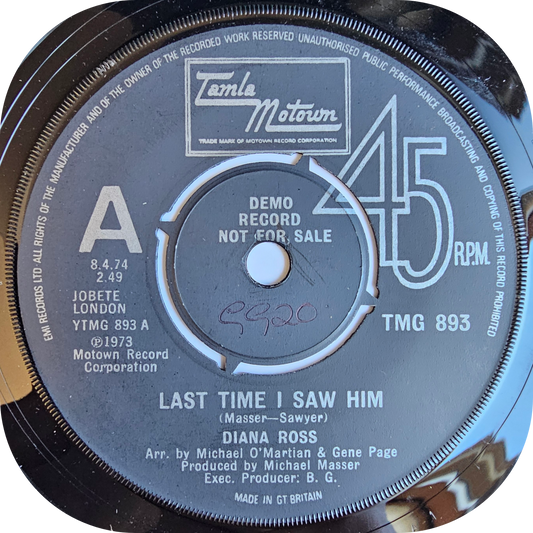 EMI RECORDS LTD ALL RIGHTS OF THE MANUFACTURER AND OF THE OWNER OF THE RECORDED WORK RESERVED UNAUTHORISED PUBLIC PERFORMANCE BROADCASTING AND COPYING OF THIS RECORD PROHIBITED
Tamla
Motown
TRADE MARK OF MOTOWN RECORD CORPORATION
45
R.P.M.
A
DEMO
RECORD
NOT FOR SALE
8.4.74
2.49
JOBETE
LONDON
YTMG 893 A
℗1973
Motown Record
Corporation
TMG 893
LAST TIME I SAW HIM
(Masser—Sawyer)
DIANA ROSS
Arr. by Michael O'Martian & Gene Page
Produced by Michael Masser
Exec. Producer: B. G.
MADE IN GT BRITAIN